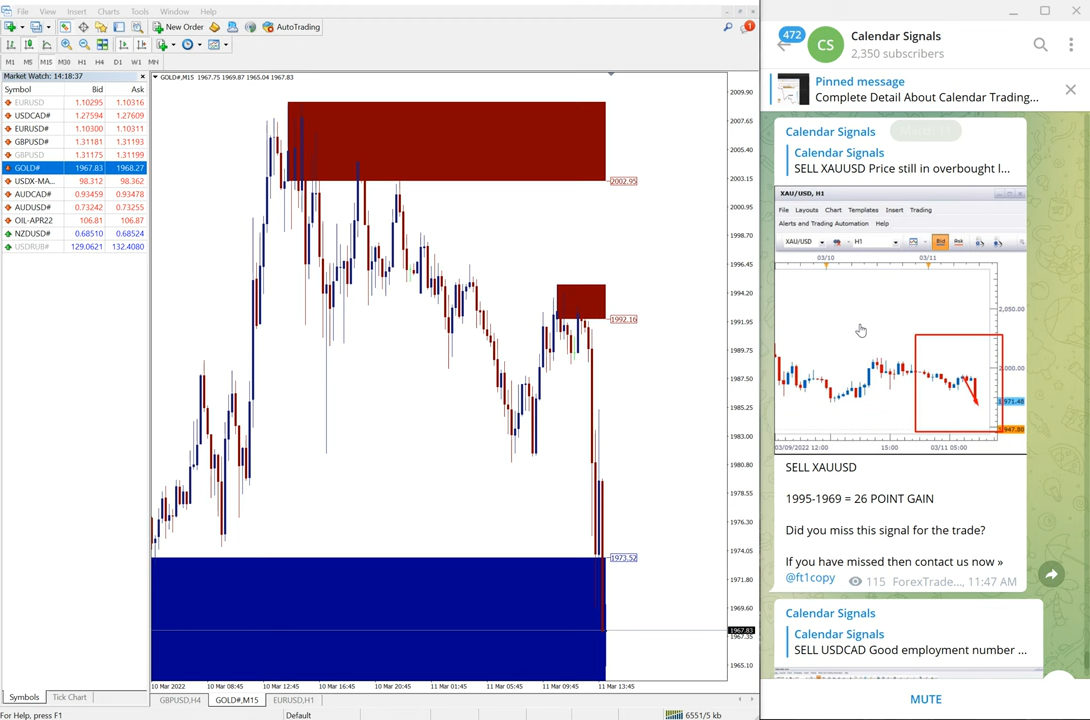 File View Insert Charts Tools Window Help
New Order AutoTrading
M1 M5 M15 M30 H1 H4 D1 W1 MN
Market Watch: 14:18:37
Symbol Bid Ask
EURUSD 1.10295 1.10316
USDCAD# 1.27594 1.27609
EURUSD# 1.10300 1.10311
GBPUSD# 1.31181 1.31193
GBPUSD 1.31175 1.31199
GOLD# 1967.83 1968.27
USDX-MA... 98.312 98.362
AUDCAD# 0.93459 0.93478
AUDUSD# 0.73242 0.73255
OIL-APR22 106.81 106.87
NZDUSD# 0.68510 0.68524
USDRUB# 129.0621 132.4080
Symbols Tick Chart
For Help, press F1
GOLD#,M15 1967.75 1969.87 1965.04 1967.83
2009.90
2007.65
2005.40
2003.15
2000.95
1998.70
1996.45
1994.20
1991.95
1989.75
1987.50
1985.25
1983.00
1980.80
1978.55
1976.30
1974.05
1971.80
1969.60
1967.83
1967.35
1965.10
2002.95
1992.16
1973.52
10 Mar 2022 10 Mar 08:45 10 Mar 12:45 10 Mar 16:45 10 Mar 20:45 11 Mar 01:45 11 Mar 05:45 11 Mar 09:45 11 Mar 13:45
GBPUSD,H4 GOLD#,M15 EURUSD,H1
Default 6551/5 kb
472
CS
Calendar Signals
2,350 subscribers
Pinned message
Complete Detail About Calendar Trading...
Calendar Signals
Calendar Signals
SELL XAUUSD Price still in overbought l...
XAU/USD, H1
File Layouts Chart Templates Insert Trading
Alerts and Trading Automation Help
XAU/USD H1 Bid Ask
03/10 03/11
2,050.00
2,000.00
1,971.48
1,947.80
03/09/2022 12:00 15:00 03/11 05:00
SELL XAUUSD
1995-1969 = 26 POINT GAIN
Did you miss this signal for the trade?
If you have missed then contact us now »
@ft1copy 115 ForexTrade..., 11:47 AM
Calendar Signals
Calendar Signals
SELL USDCAD Good employment number ...
MUTE